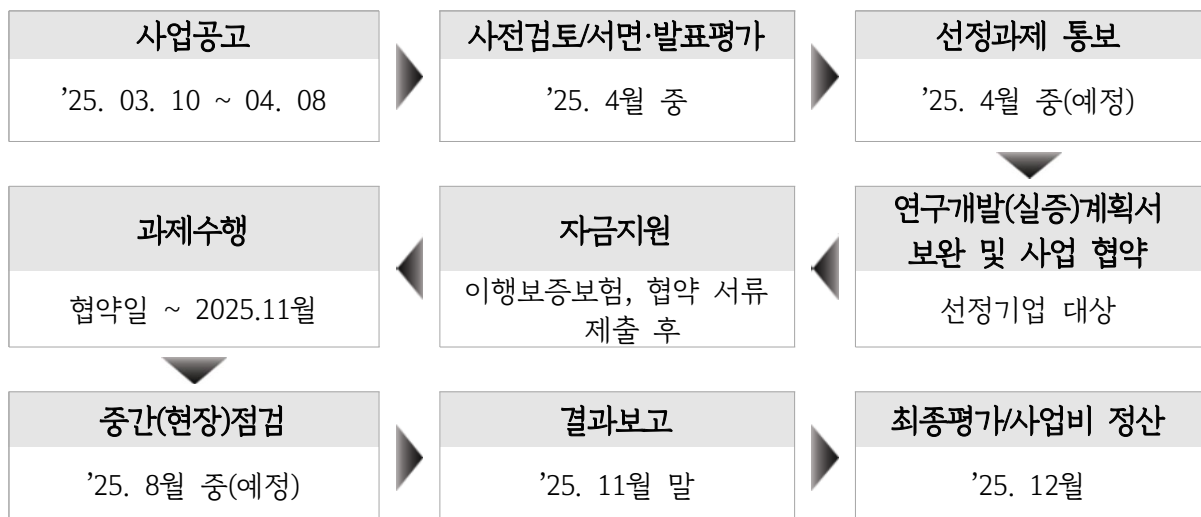 사업공고
’25. 03. 10 ~ 04. 08
사전검토/서면·발표평가
’25. 4월 중
선정과제 통보
’25. 4월 중(예정)
연구개발(실증)계획서
보완 및 사업 협약
선정기업 대상
자금지원
이행보증보험, 협약 서류
제출 후
과제수행
협약일 ~ 2025.11월
중간(현장)점검
’25. 8월 중(예정)
결과보고
’25. 11월 말
최종평가/사업비 정산
’25. 12월